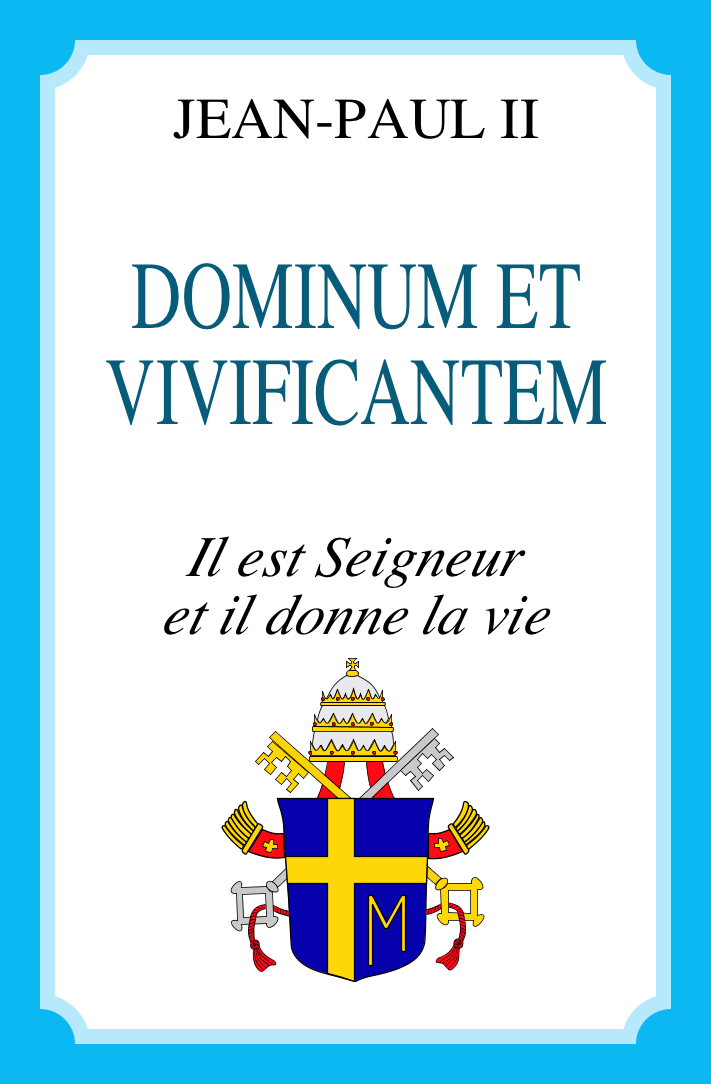 JEAN-PAUL II
DOMINUM ET
VIVIFICANTEM
Il est Seigneur
et il donne la vie
M